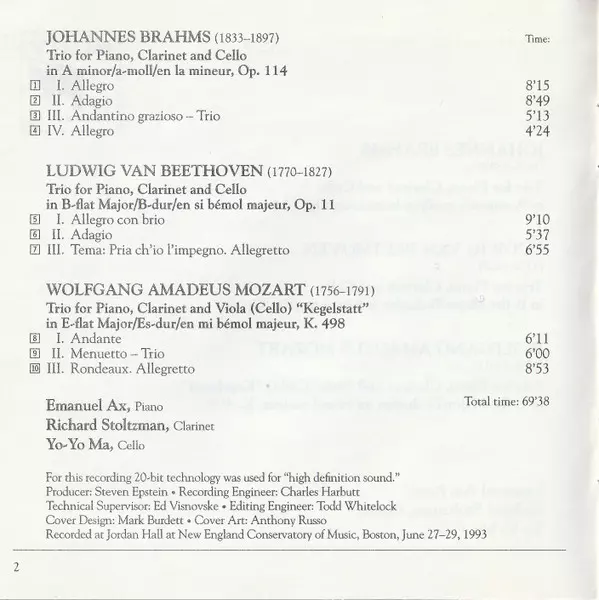 JOHANNES BRAHMS (1833–1897) Time:
Trio for Piano, Clarinet and Cello
in A minor/a-moll/en la mineur, Op. 114
1 I. Allegro 8'15
2 II. Adagio 8'49
3 III. Andantino grazioso – Trio 5'13
4 IV. Allegro 4'24
LUDWIG VAN BEETHOVEN (1770-1827)
Trio for Piano, Clarinet and Cello
in B-flat Major/B-dur/en si bémol majeur, Op. 11
5 I. Allegro con brio 9'10
6 II. Adagio 5'37
7 III. Tema: Pria ch'io l'impegno. Allegretto 6'55
WOLFGANG AMADEUS MOZART (1756–1791)
Trio for Piano, Clarinet and Viola (Cello) “Kegelstatt”
in E-flat Major/Es-dur/en mi bémol majeur, K. 498
8 I. Andante 6'11
9 II. Menuetto – Trio 6'00
10 III. Rondeaux. Allegretto 8'53
Total time: 69'38
Emanuel Ax, Piano
Richard Stoltzman, Clarinet
Yo-Yo Ma, Cello
For this recording 20-bit technology was used for “high definition sound.”
Producer: Steven Epstein • Recording Engineer: Charles Harbutt
Technical Supervisor: Ed Visnovske • Editing Engineer: Todd Whitelock
Cover Design: Mark Burdett • Cover Art: Anthony Russo
Recorded at Jordan Hall at New England Conservatory of Music, Boston, June 27–29, 1993
2